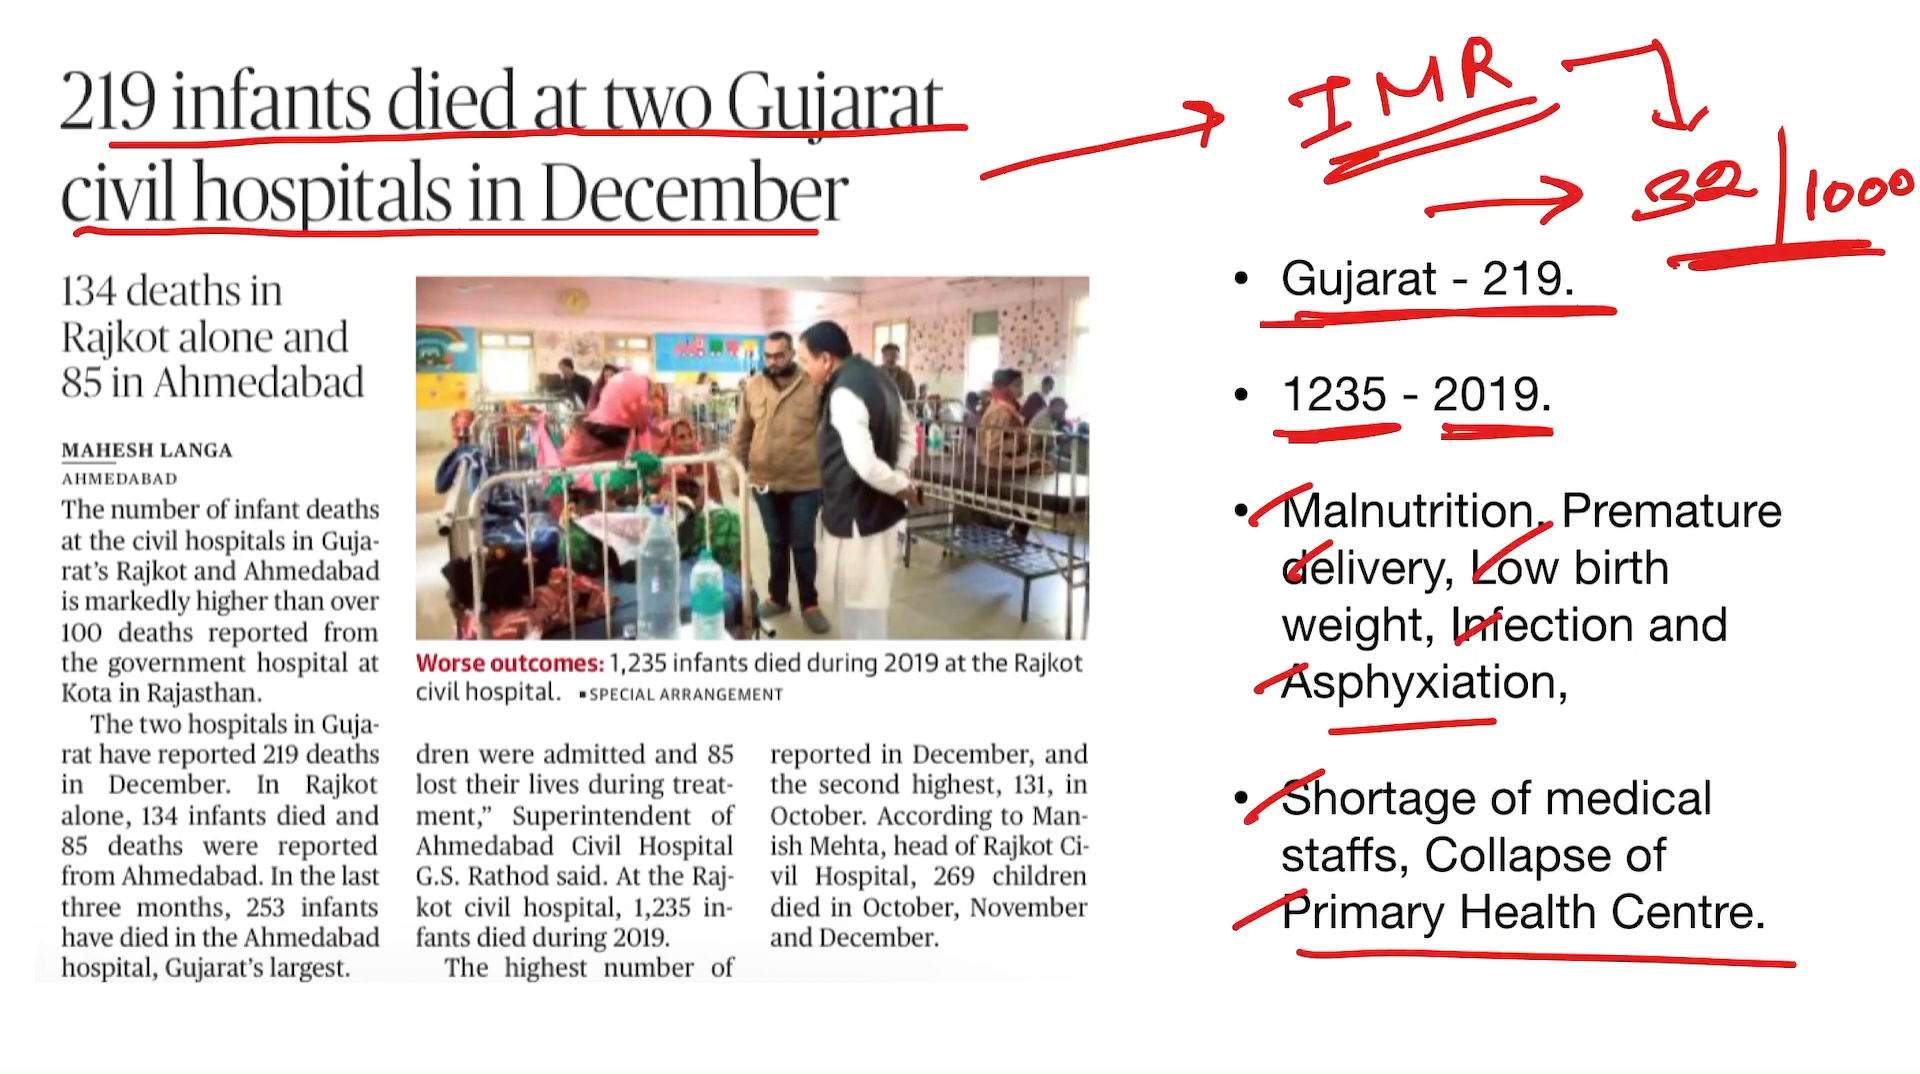 219 infants died at two Gujarat
civil hospitals in December
134 deaths in
Rajkot alone and
85 in Ahmedabad
MAHESH LANGA
AHMEDABAD
The number of infant deaths
at the civil hospitals in Guja-
rat's Rajkot and Ahmedabad
is markedly higher than over
100 deaths reported from
the government hospital at
Kota in Rajasthan.
The two hospitals in Guja-
rat have reported 219 deaths
in December. In Rajkot
alone, 134 infants died and
85 deaths were reported
from Ahmedabad. In the last
three months, 253 infants
have died in the Ahmedabad
hospital, Gujarat's largest.
Worse outcomes: 1,235 infants died during 2019 at the Rajkot
civil hospital. ▪SPECIAL ARRANGEMENT
dren were admitted and 85
lost their lives during treat-
ment,” Superintendent of
Ahmedabad Civil Hospital
G.S. Rathod said. At the Raj-
kot civil hospital, 1,235 in-
fants died during 2019.
The highest number of
reported in December, and
the second highest, 131, in
October. According to Man-
ish Mehta, head of Rajkot Ci-
vil Hospital, 269 children
died in October, November
and December.
IMR
32 | 1000
• Gujarat - 219.
• 1235 - 2019.
• Malnutrition, Premature
delivery, Low birth
weight, Infection and
Asphyxiation,
• Shortage of medical
staffs, Collapse of
Primary Health Centre.